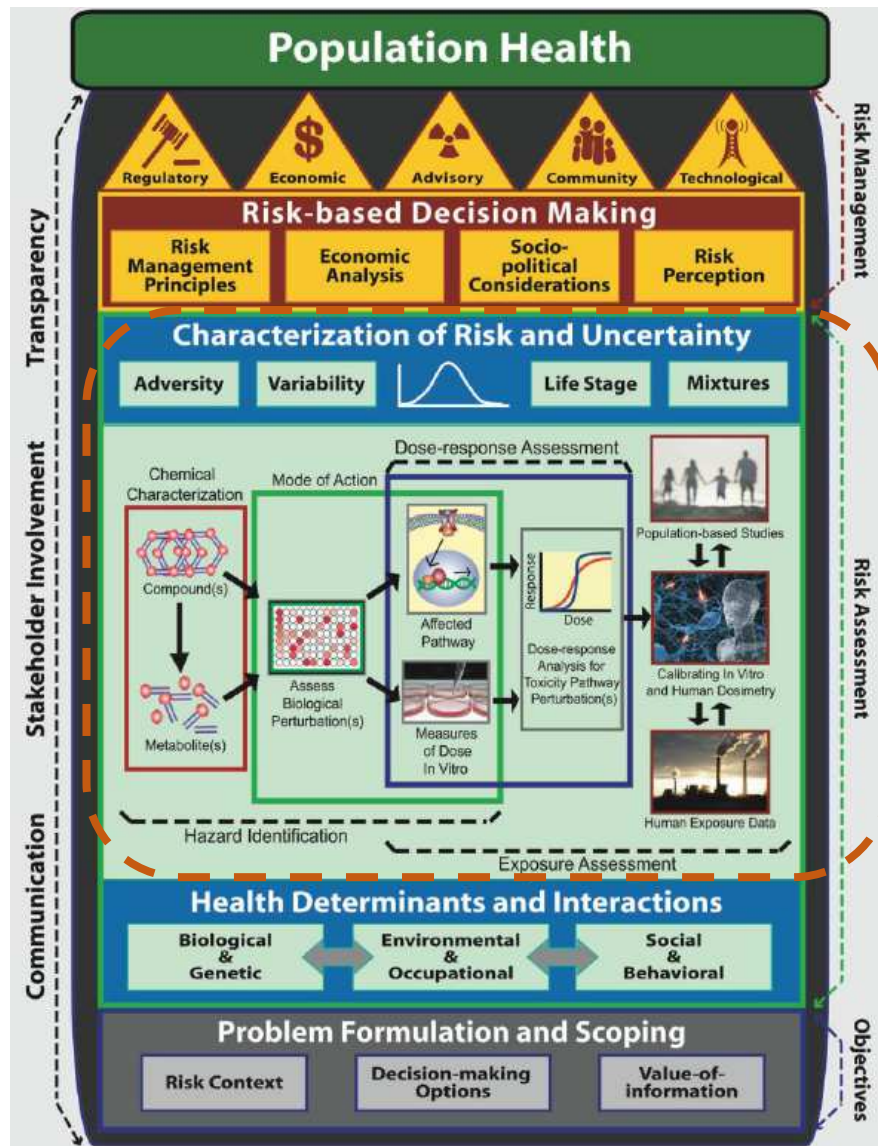 Population Health
Regulatory
Economic
Advisory
Community
Technological
Risk-based Decision Making
Risk
Management
Principles
Economic
Analysis
Socio-
political
Considerations
Risk
Perception
Characterization of Risk and Uncertainty
Adversity
Variability
Life Stage
Mixtures
Dose-response Assessment
Chemical
Characterization
Mode of Action
Compound(s)
Metabolite(s)
Assess
Biological
Perturbation(s)
Affected
Pathway
Measures
of Dose
In Vitro
Response
Dose
Dose-response
Analysis for
Toxicity Pathway
Perturbation(s)
Population-based Studies
Calibrating In Vitro
and Human Dosimetry
Human Exposure Data
Hazard Identification
Exposure Assessment
Health Determinants and Interactions
Biological
&
Genetic
Environmental
&
Occupational
Social
&
Behavioral
Problem Formulation and Scoping
Risk Context
Decision-making
Options
Value-of-
information
Transparency
Stakeholder Involvement
Communication
Risk Management
Risk Assessment
Objectives